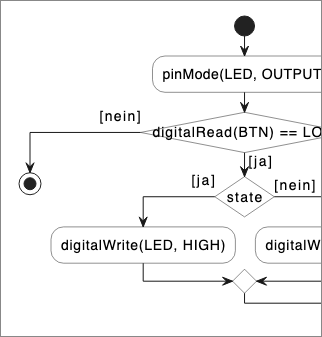 pinMode(LED, OUTPUT
[nein]
digitalRead(BTN) == LO
[ja]
[ja]
[nein]
state
digitalWrite(LED, HIGH)
digitalW